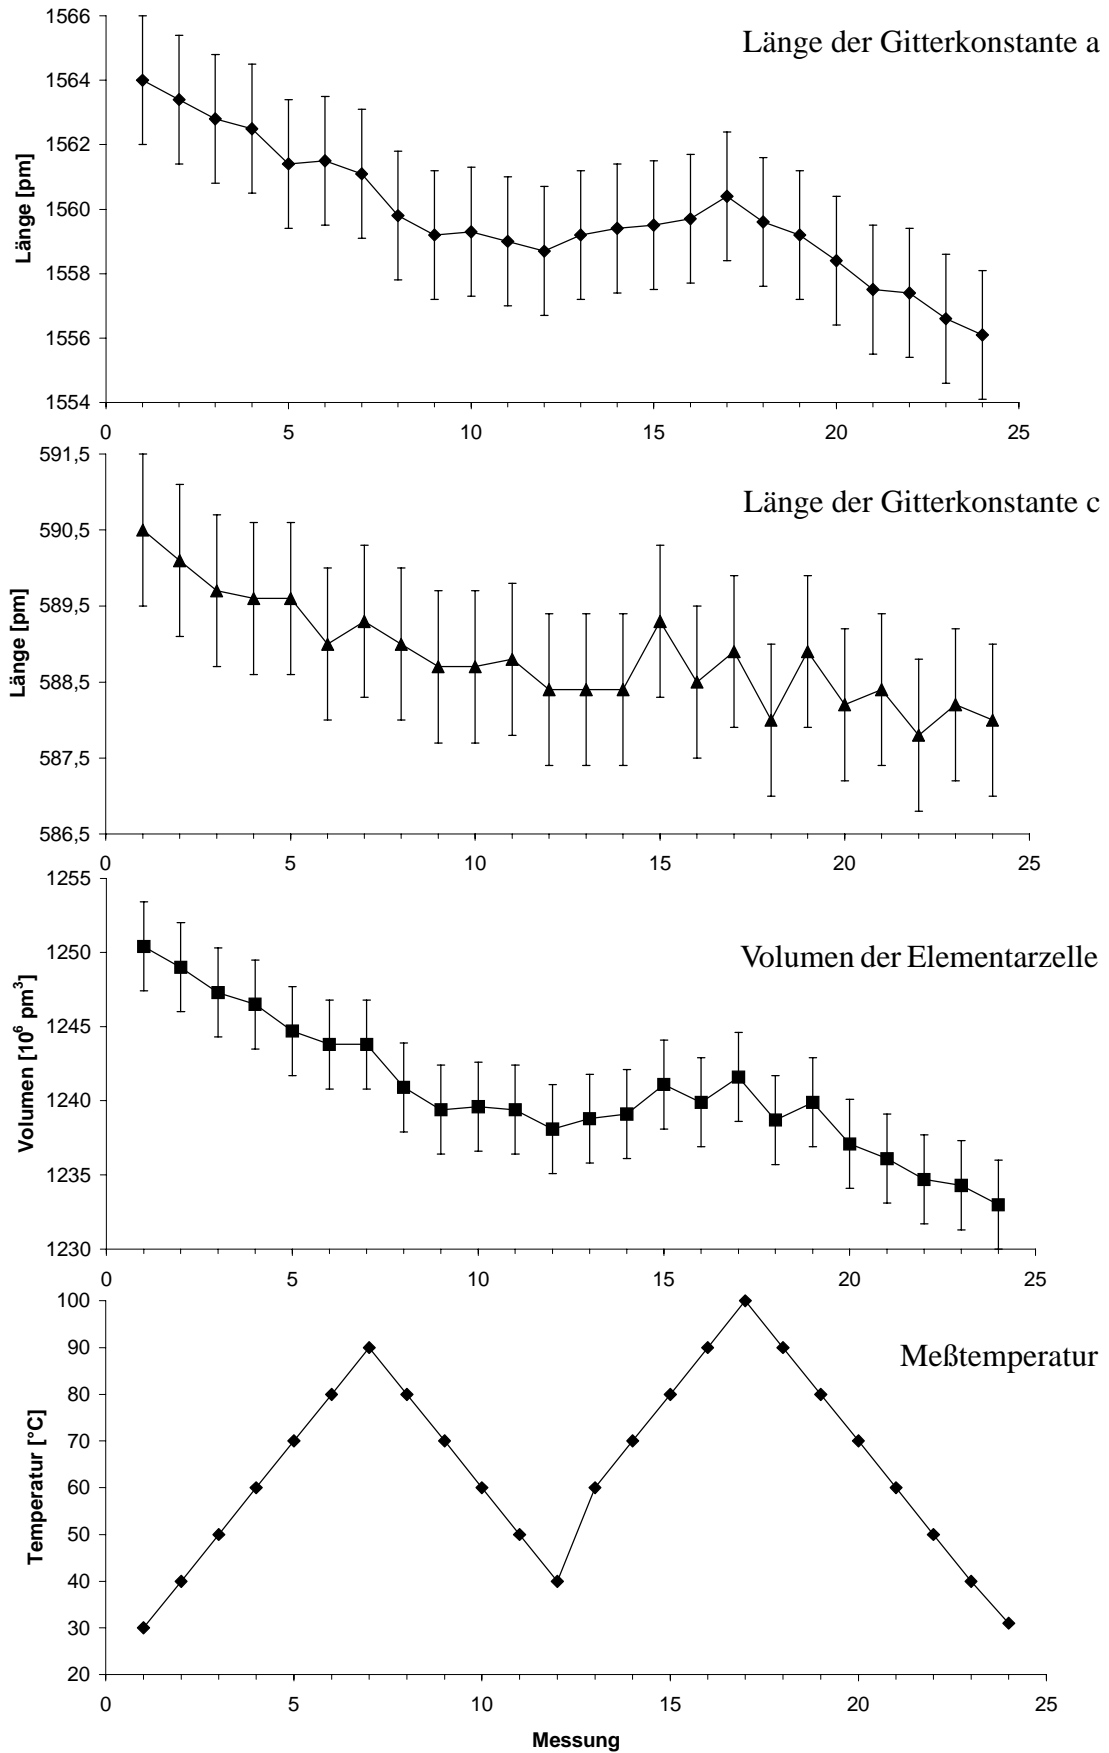 Länge der Gitterkonstante a
Länge [pm]
1566
1564
1562
1560
1558
1556
1554
0 5 10 15 20 25
Länge der Gitterkonstante c
Länge [pm]
591,5
590,5
589,5
588,5
587,5
586,5
0 5 10 15 20 25
Volumen der Elementarzelle
Volumen [10⁶ pm³]
1255
1250
1245
1240
1235
1230
0 5 10 15 20 25
Meßtemperatur
Temperatur [°C]
100
90
80
70
60
50
40
30
20
0 5 10 15 20 25
Messung